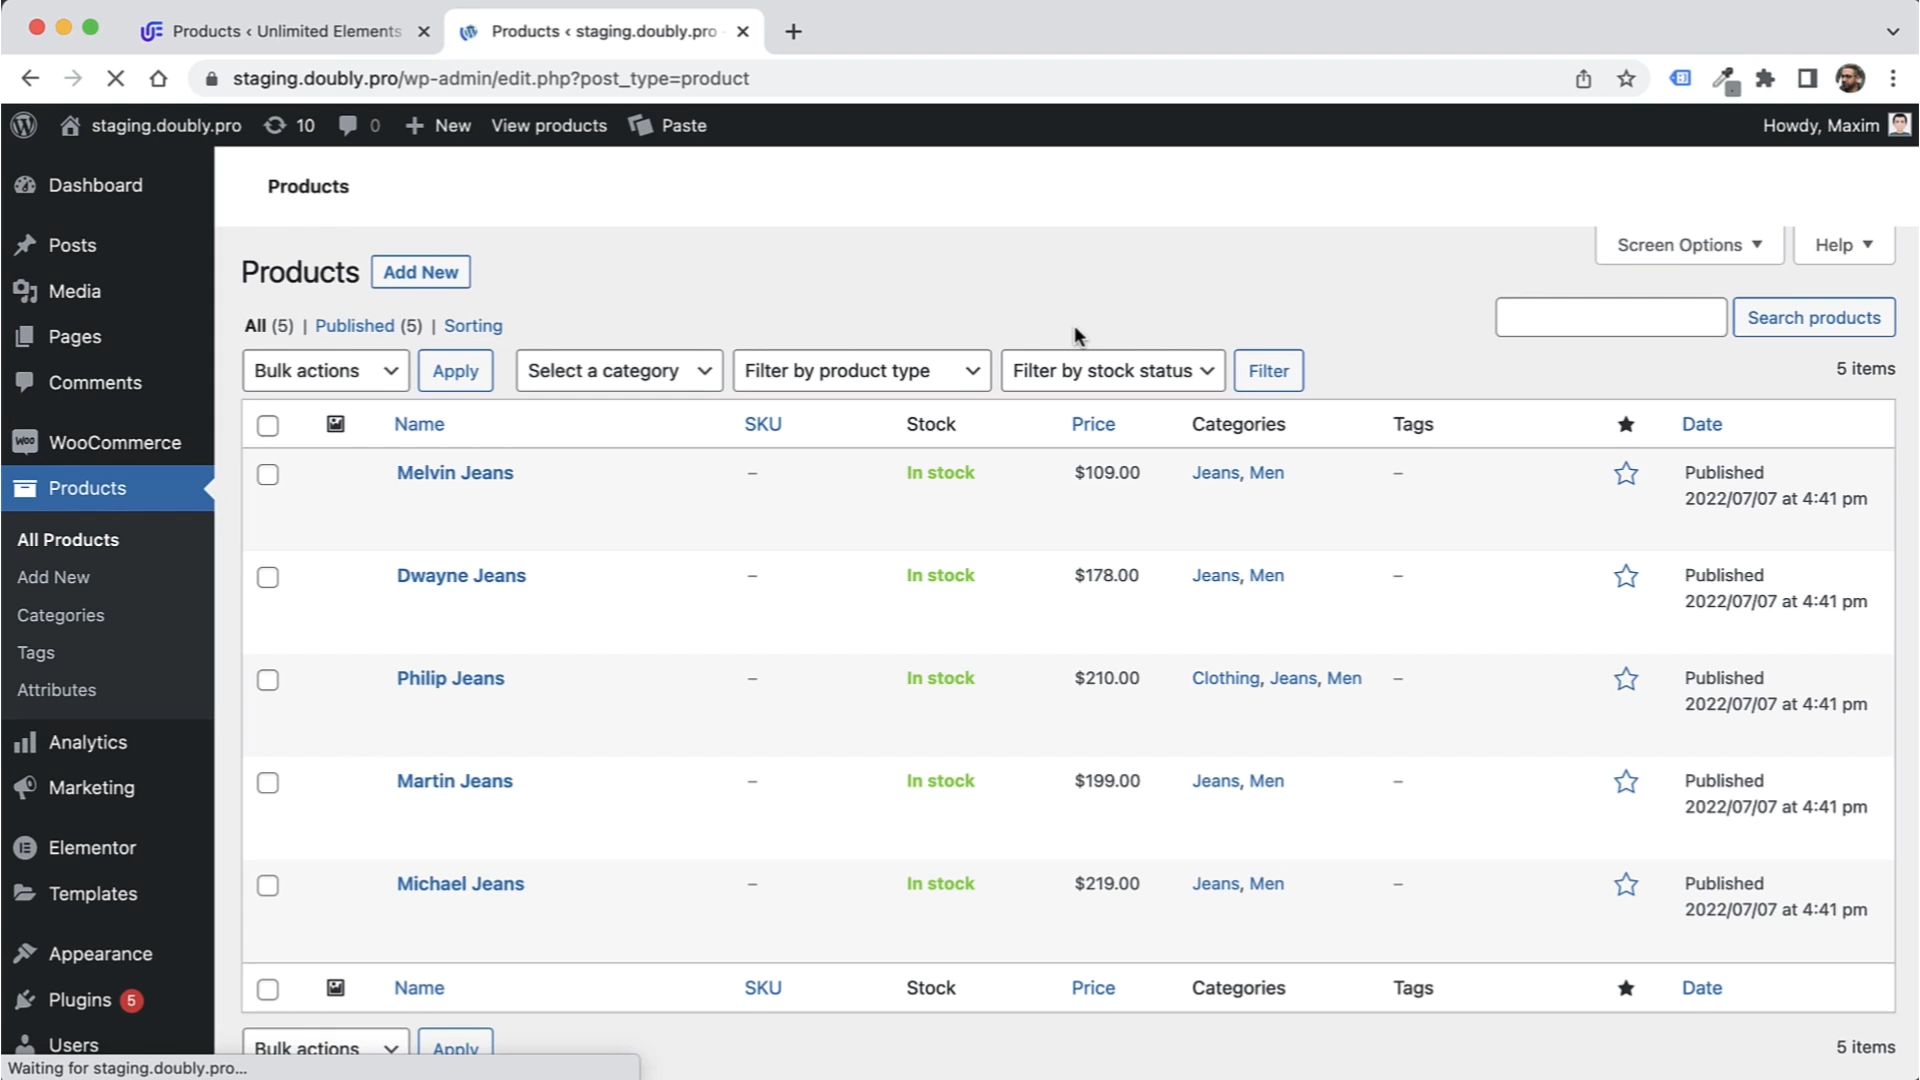 Products ‹ Unlimited Elements
Products ‹ staging.doubly.pro
staging.doubly.pro/wp-admin/edit.php?post_type=product
staging.doubly.pro 10 0 New View products Paste Howdy, Maxim
Dashboard
Posts
Media
Pages
Comments
Woo WooCommerce
Products
All Products
Add New
Categories
Tags
Attributes
Analytics
Marketing
Elementor
Templates
Appearance
Plugins 5
Users
Products
Screen Options ▼ Help ▼
Products Add New
All (5) | Published (5) | Sorting
Search products
Bulk actions Apply Select a category Filter by product type Filter by stock status Filter 5 items
Name SKU Stock Price Categories Tags Date
Melvin Jeans – In stock $109.00 Jeans, Men – Published
2022/07/07 at 4:41 pm
Dwayne Jeans – In stock $178.00 Jeans, Men – Published
2022/07/07 at 4:41 pm
Philip Jeans – In stock $210.00 Clothing, Jeans, Men – Published
2022/07/07 at 4:41 pm
Martin Jeans – In stock $199.00 Jeans, Men – Published
2022/07/07 at 4:41 pm
Michael Jeans – In stock $219.00 Jeans, Men – Published
2022/07/07 at 4:41 pm
Name SKU Stock Price Categories Tags Date
Bulk actions Apply 5 items
Waiting for staging.doubly.pro...